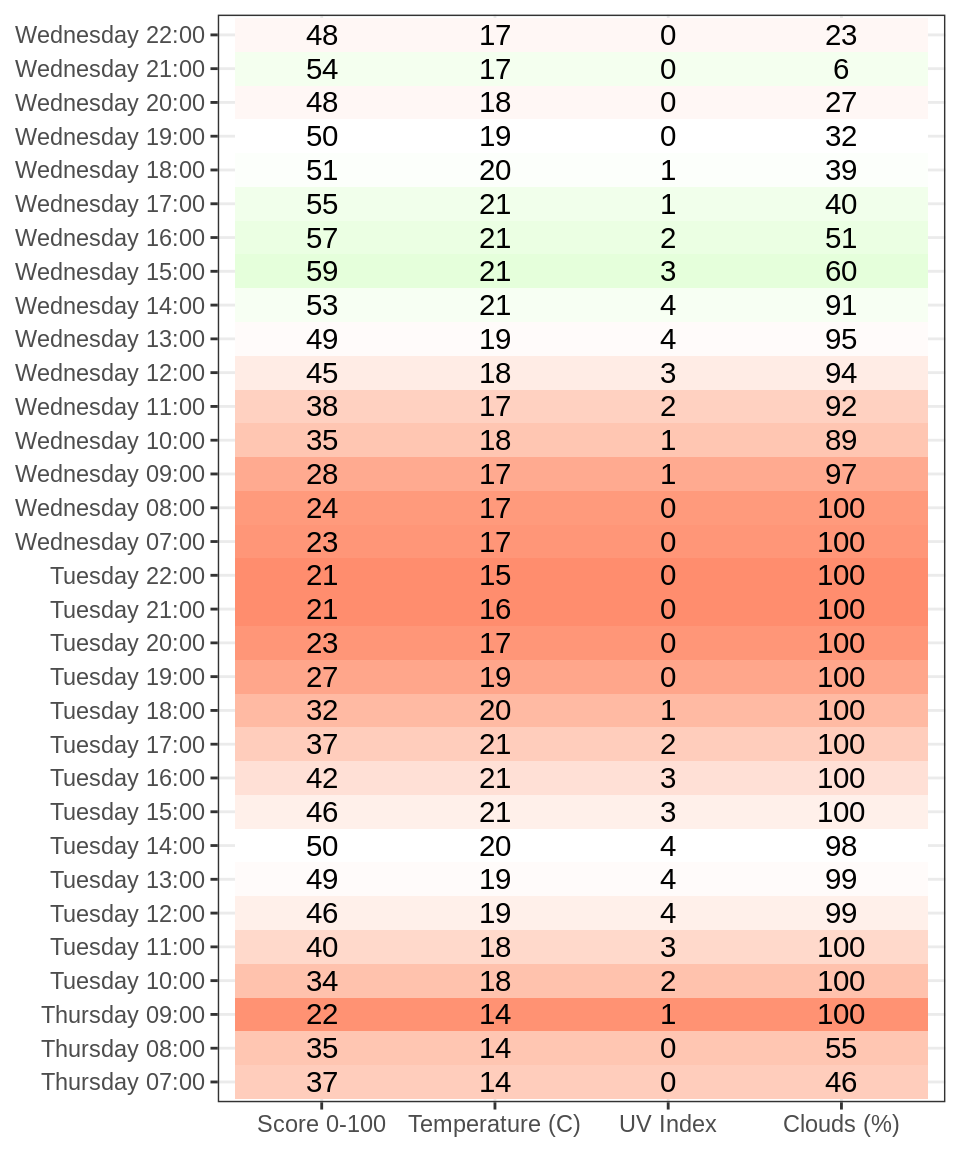 Wednesday 22:00 48 17 0 23
Wednesday 21:00 54 17 0 6
Wednesday 20:00 48 18 0 27
Wednesday 19:00 50 19 0 32
Wednesday 18:00 51 20 1 39
Wednesday 17:00 55 21 1 40
Wednesday 16:00 57 21 2 51
Wednesday 15:00 59 21 3 60
Wednesday 14:00 53 21 4 91
Wednesday 13:00 49 19 4 95
Wednesday 12:00 45 18 3 94
Wednesday 11:00 38 17 2 92
Wednesday 10:00 35 18 1 89
Wednesday 09:00 28 17 1 97
Wednesday 08:00 24 17 0 100
Wednesday 07:00 23 17 0 100
Tuesday 22:00 21 15 0 100
Tuesday 21:00 21 16 0 100
Tuesday 20:00 23 17 0 100
Tuesday 19:00 27 19 0 100
Tuesday 18:00 32 20 1 100
Tuesday 17:00 37 21 2 100
Tuesday 16:00 42 21 3 100
Tuesday 15:00 46 21 3 100
Tuesday 14:00 50 20 4 98
Tuesday 13:00 49 19 4 99
Tuesday 12:00 46 19 4 99
Tuesday 11:00 40 18 3 100
Tuesday 10:00 34 18 2 100
Thursday 09:00 22 14 1 100
Thursday 08:00 35 14 0 55
Thursday 07:00 37 14 0 46
Score 0-100 Temperature (C) UV Index Clouds (%)